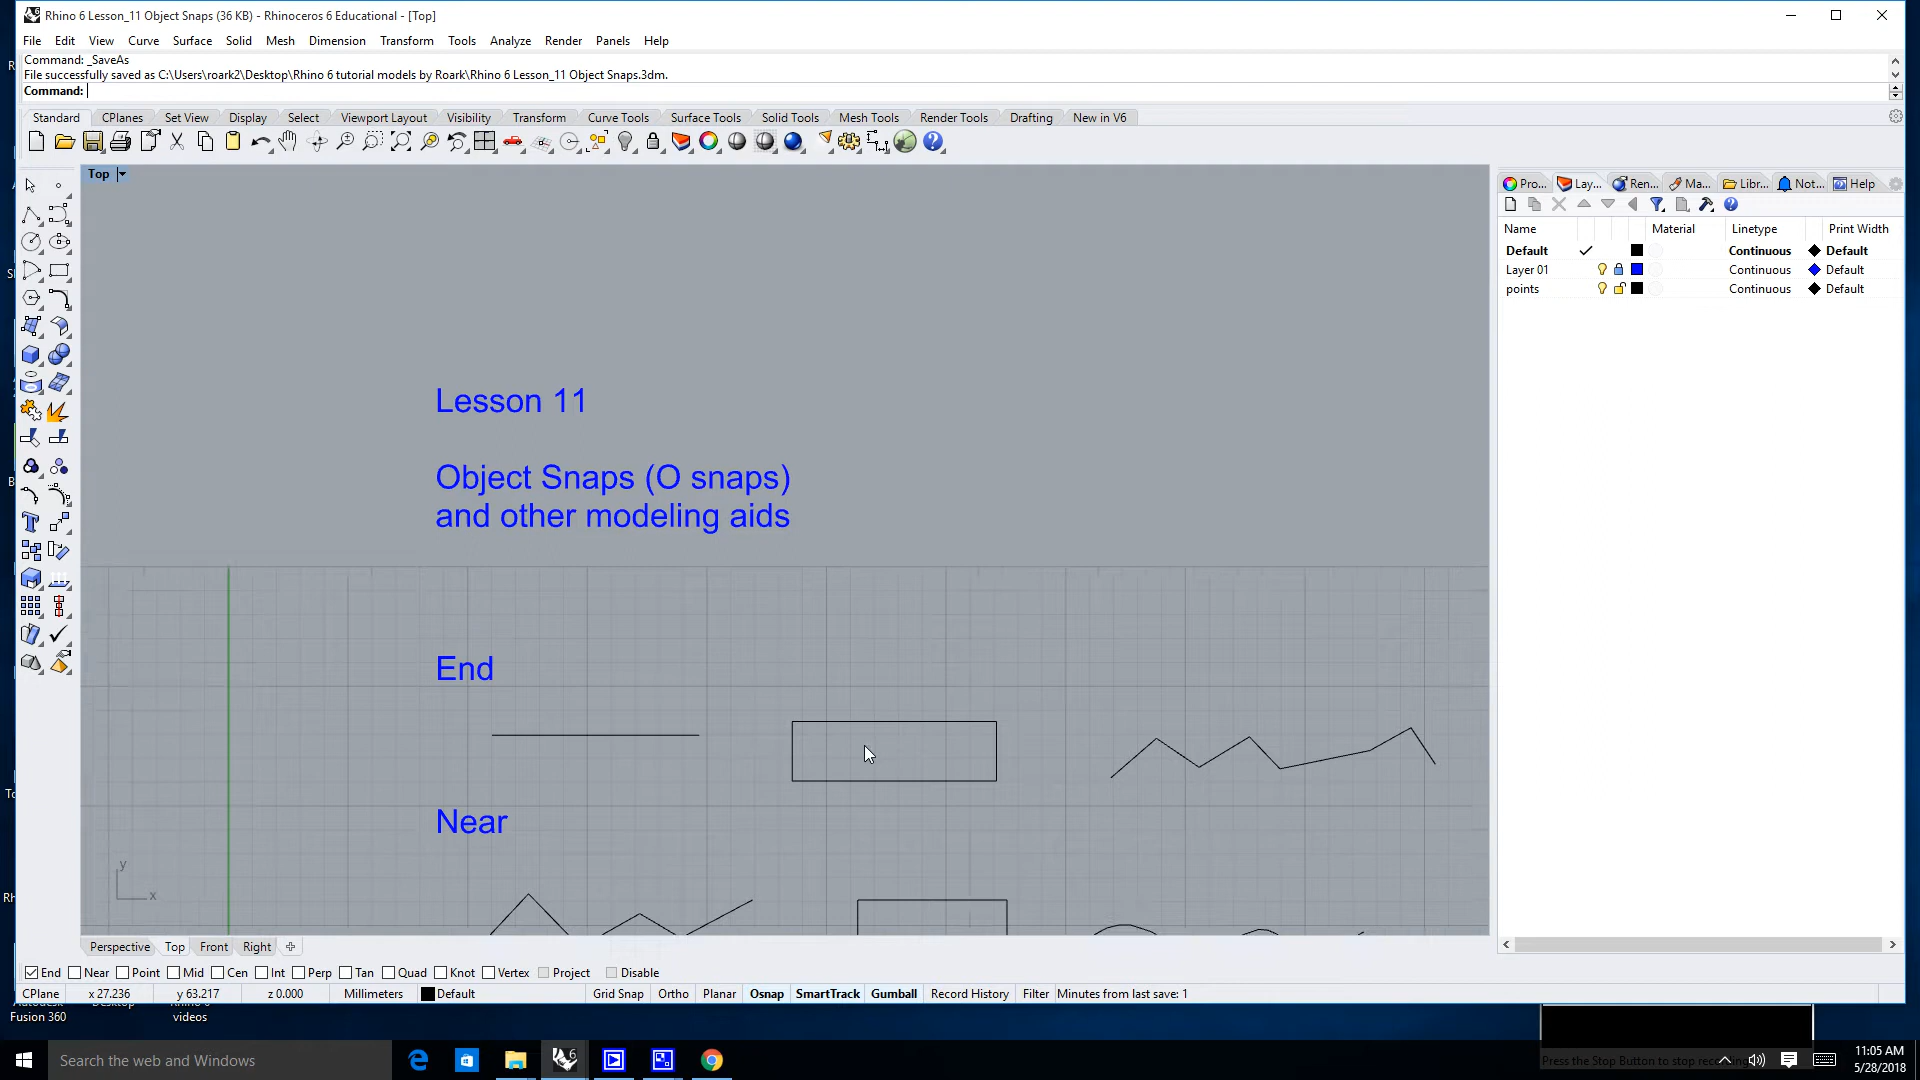 Rhino 6 Lesson_11 Object Snaps (36 KB) - Rhinoceros 6 Educational - [Top]
File Edit View Curve Surface Solid Mesh Dimension Transform Tools Analyze Render Panels Help
Command: _SaveAs
File successfully saved as C:\Users\roark2\Desktop\Rhino 6 tutorial models by Roark\Rhino 6 Lesson_11 Object Snaps.3dm.
Command:
Standard CPlanes Set View Display Select Viewport Layout Visibility Transform Curve Tools Surface Tools Solid Tools Mesh Tools Render Tools Drafting New in V6
Top
Pro... Lay... Ren... Ma... Libr... Not... Help
Name Material Linetype Print Width
Default Continuous Default
Layer 01 Continuous Default
points Continuous Default
Lesson 11
Object Snaps (O snaps)
and other modeling aids
End
Near
y
x
Perspective Top Front Right
End Near Point Mid Cen Int Perp Tan Quad Knot Vertex Project Disable
CPlane x 27.236 y 63.217 z 0.000 Millimeters Default Grid Snap Ortho Planar Osnap SmartTrack Gumball Record History Filter Minutes from last save: 1
Fusion 360
videos
Press the Stop Button to stop recording
Search the web and Windows
11:05 AM
5/28/2018